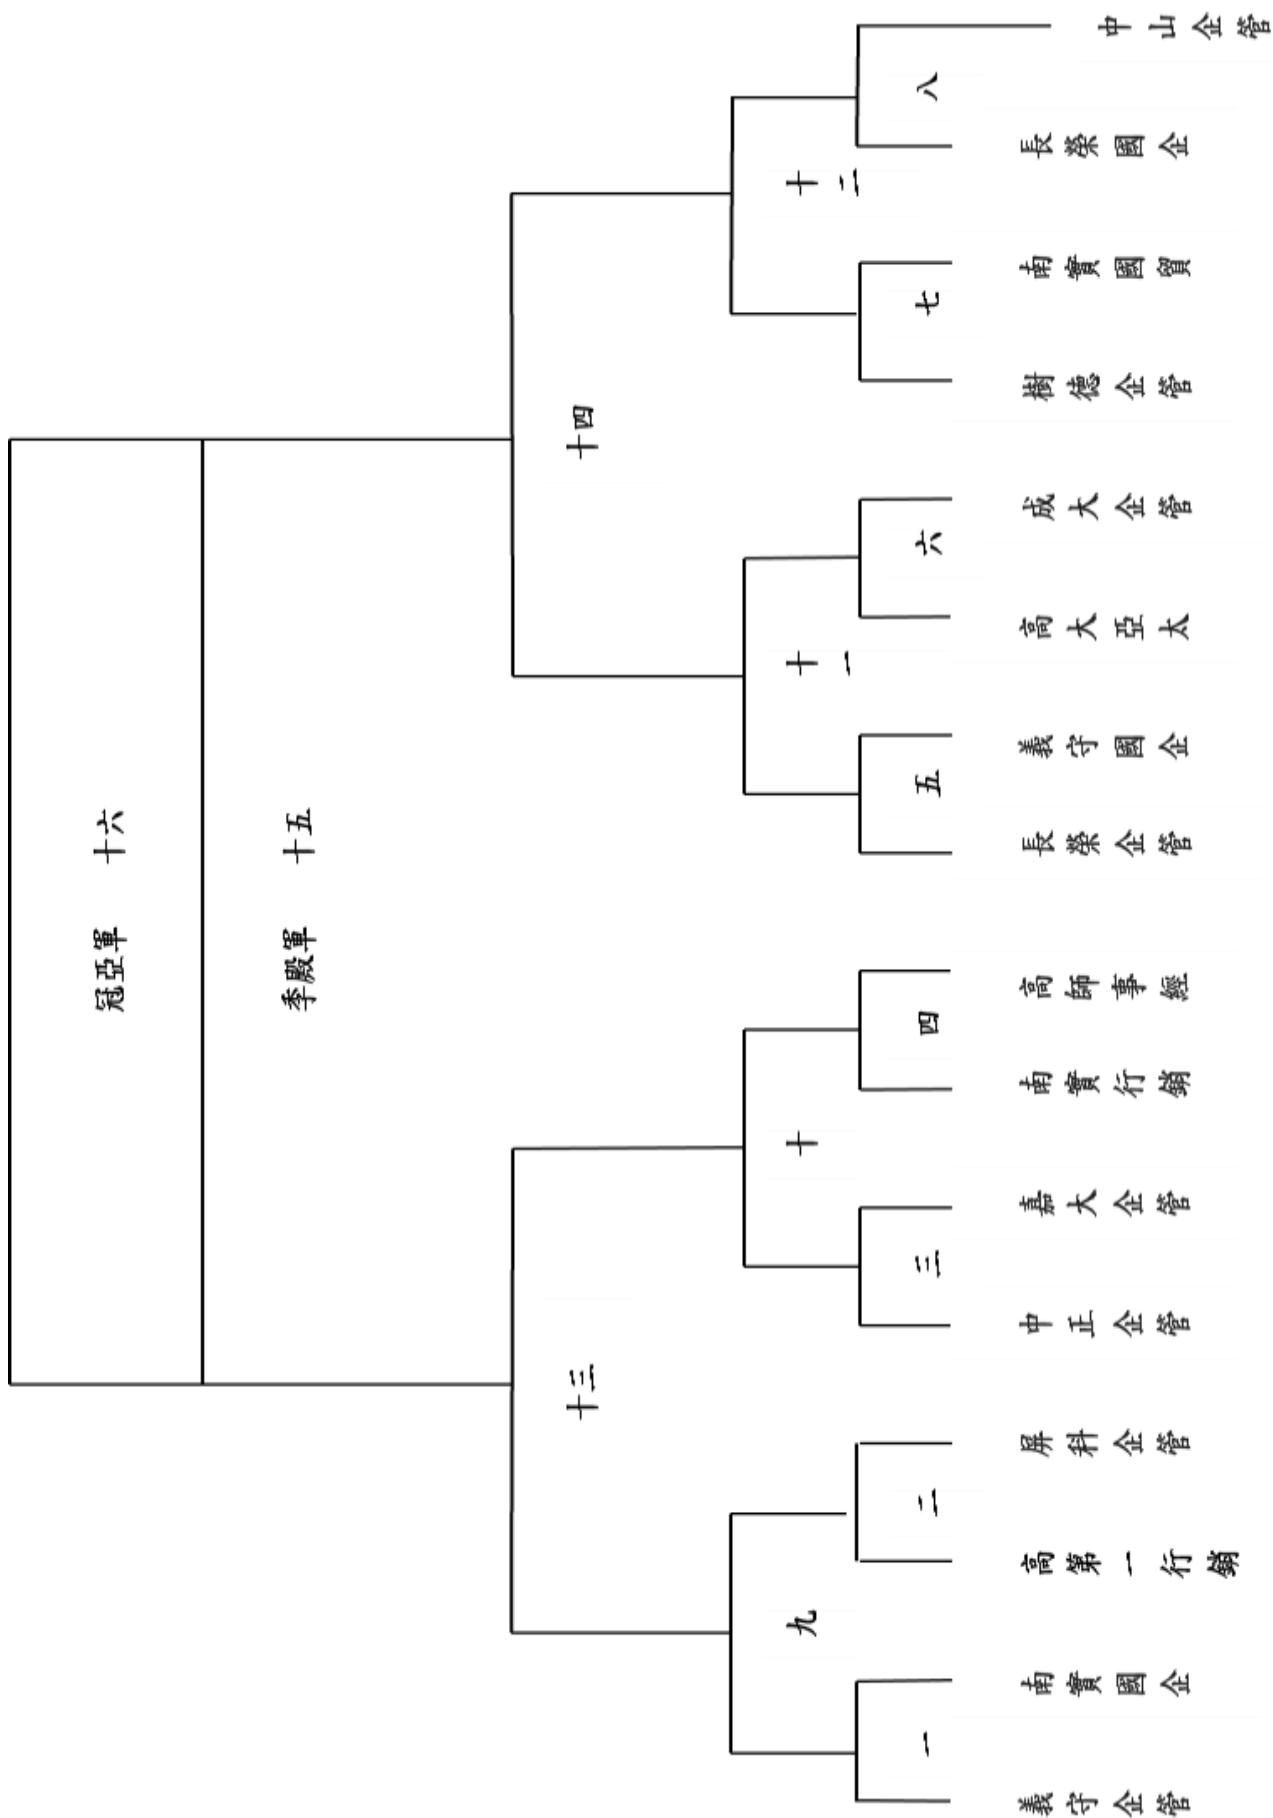 冠亞軍 十六
季殿軍 十五
十三
十四
九
十
十一
十二
一
二
三
四
五
六
七
八
義守企管
南實國企
高第一行銷
屏科企管
中正企管
嘉大企管
南實行銷
高師事經
長榮企管
義守國企
高大亞太
成大企管
樹德企管
南實國貿
長榮國企
中山企管